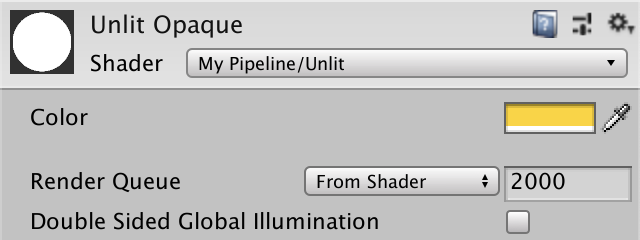 Unlit Opaque
Shader My Pipeline/Unlit
Color
Render Queue From Shader 2000
Double Sided Global Illumination